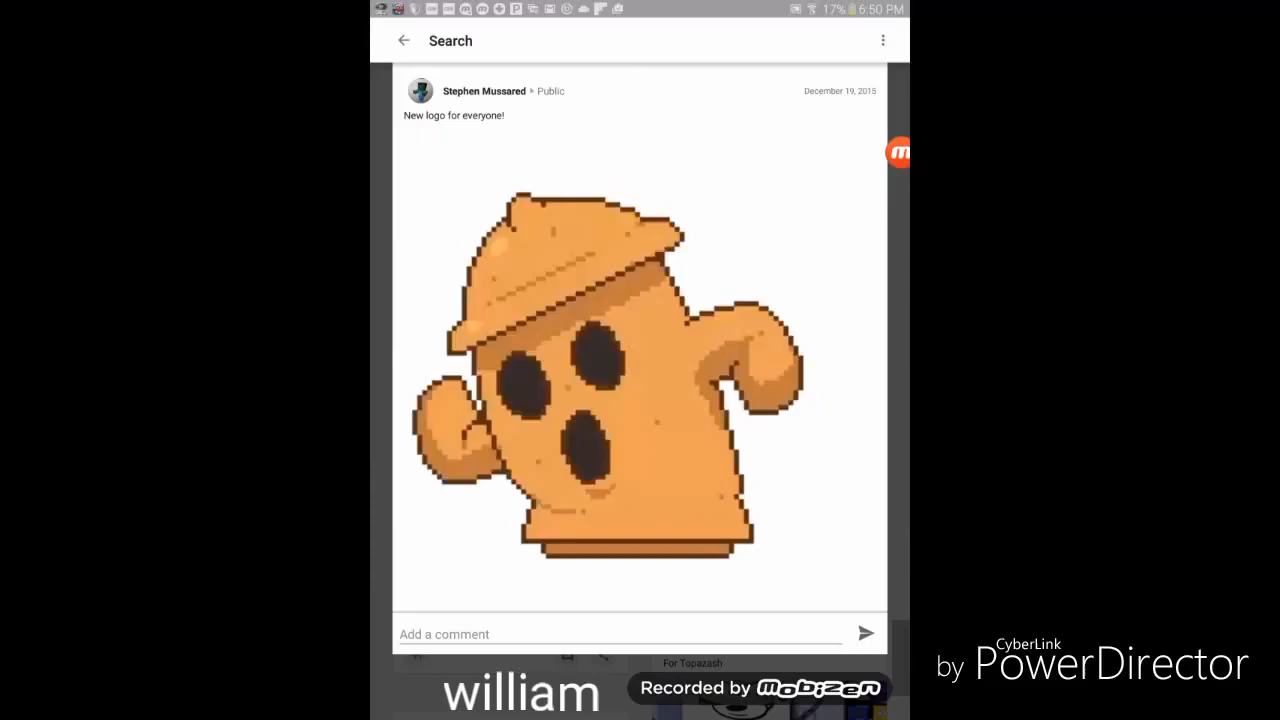 17% 6:50 PM
Search
Stephen Mussared Public
December 19, 2015
New logo for everyone!
m
Add a comment
For Topazash
william
Recorded by mobizen
CyberLink
by PowerDirector